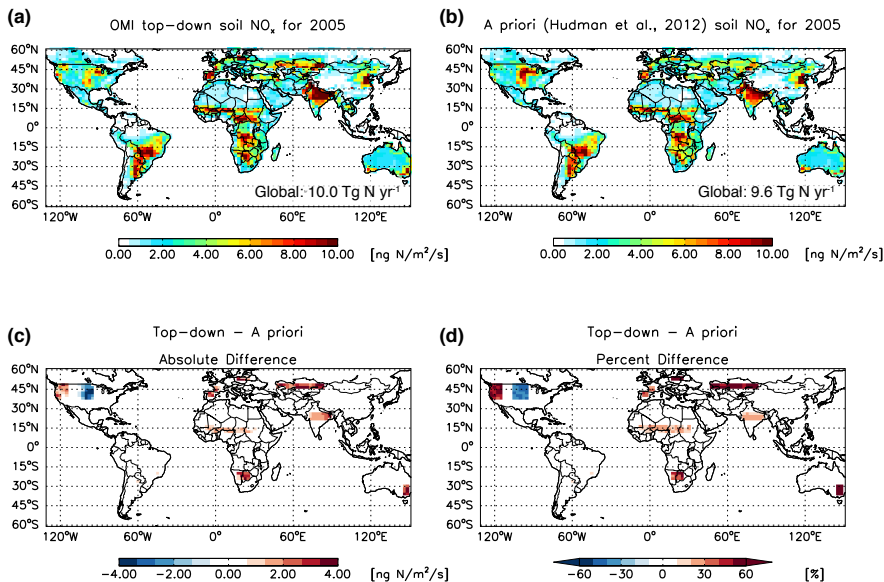 (a) OMI top-down soil NOx for 2005
60°N
45°N
30°N
15°N
0°
15°S
30°S
45°S
60°S
Global: 10.0 Tg N yr-1
120°W 60°W 0° 60°E 120°E
0.00 2.00 4.00 6.00 8.00 10.00 [ng N/m²/s]
(b) A priori (Hudman et al., 2012) soil NOx for 2005
60°N
45°N
30°N
15°N
0°
15°S
30°S
45°S
60°S
Global: 9.6 Tg N yr-1
120°W 60°W 0° 60°E 120°E
0.00 2.00 4.00 6.00 8.00 10.00 [ng N/m²/s]
(c) Top-down – A priori
Absolute Difference
60°N
45°N
30°N
15°N
0°
15°S
30°S
45°S
60°S
120°W 60°W 0° 60°E 120°E
−4.00 −2.00 0.00 2.00 4.00 [ng N/m²/s]
(d) Top-down – A priori
Percent Difference
60°N
45°N
30°N
15°N
0°
15°S
30°S
45°S
60°S
120°W 60°W 0° 60°E 120°E
−60 −30 0 30 60 [%]